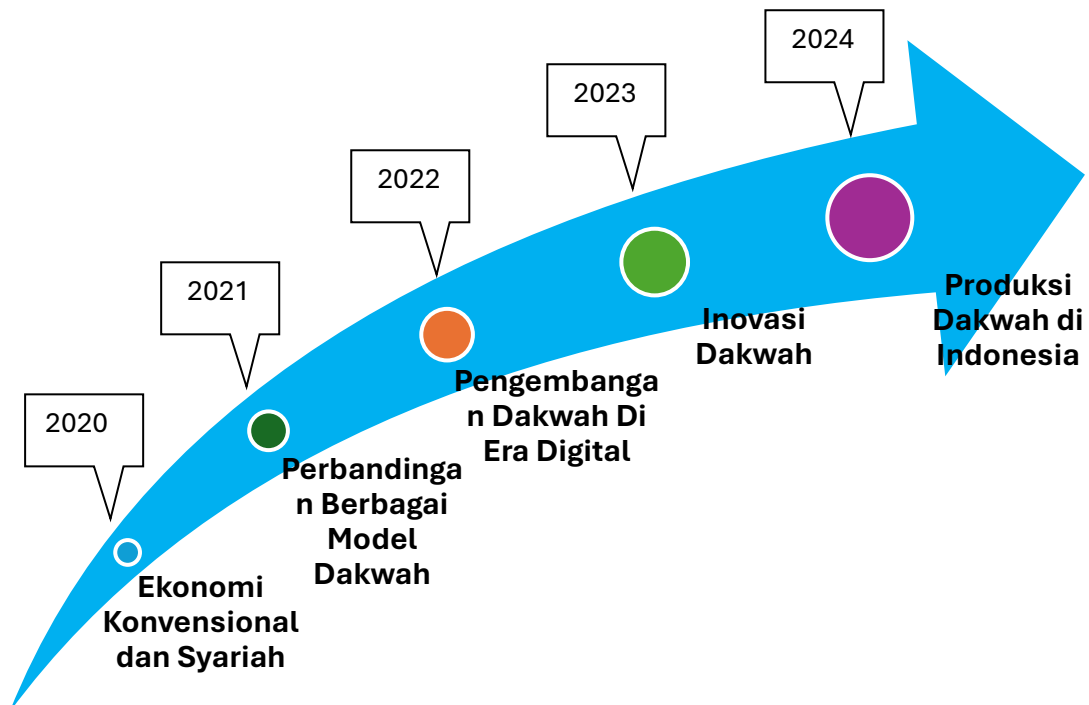 2020
Ekonomi
Konvensional
dan Syariah
2021
Perbandinga
n Berbagai
Model
Dakwah
2022
Pengembanga
n Dakwah Di
Era Digital
2023
Inovasi
Dakwah
2024
Produksi
Dakwah di
Indonesia